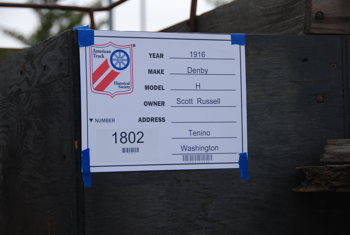 American
Truck
Historical
Society
YEAR 1916
MAKE Denby
MODEL H
OWNER Scott Russell
ADDRESS
▼ NUMBER
1802
Tenino
Washington